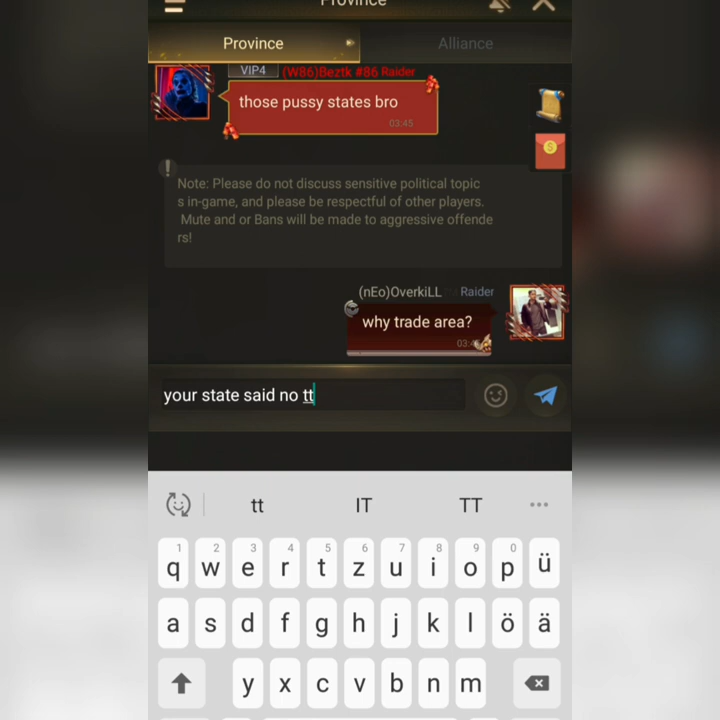 Province
Province
Alliance
VIP4 (W86)Beztk #86 Raider
those pussy states bro
03:45
Note: Please do not discuss sensitive political topic
s in-game, and please be respectful of other players.
Mute and or Bans will be made to aggressive offende
rs!
(nEo)OverkiLL Raider
why trade area?
your state said no tt
tt IT TT
1 2 3 4 5 6 7 8 9 0
q w e r t z u i o p ü
a s d f g h j k l ö ä
y x c v b n m